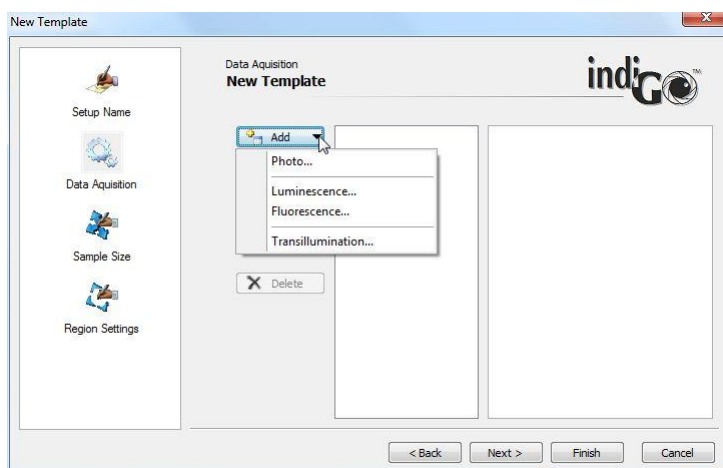 New Template
X
Setup Name
Data Aquisition
Sample Size
Region Settings
Data Aquisition
New Template
indiGO™
Add
Photo...
Luminescence...
Fluorescence...
Transillumination...
Delete
< Back
Next >
Finish
Cancel